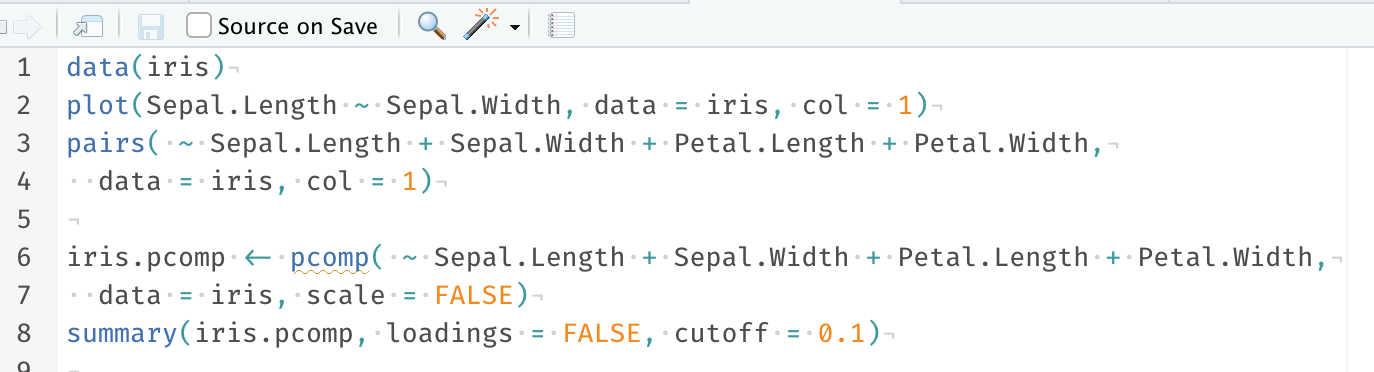 Source on Save
1 data(iris)¬
2 plot(Sepal.Length·~·Sepal.Width,·data·=·iris,·col·=·1)¬
3 pairs(·~·Sepal.Length·+·Sepal.Width·+·Petal.Length·+·Petal.Width,¬
4 ··data·=·iris,·col·=·1)¬
5 ¬
6 iris.pcomp·<-·pcomp(·~·Sepal.Length·+·Sepal.Width·+·Petal.Length·+·Petal.Width,¬
7 ··data·=·iris,·scale·=·FALSE)¬
8 summary(iris.pcomp,·loadings·=·FALSE,·cutoff·=·0.1)¬
9 ¬